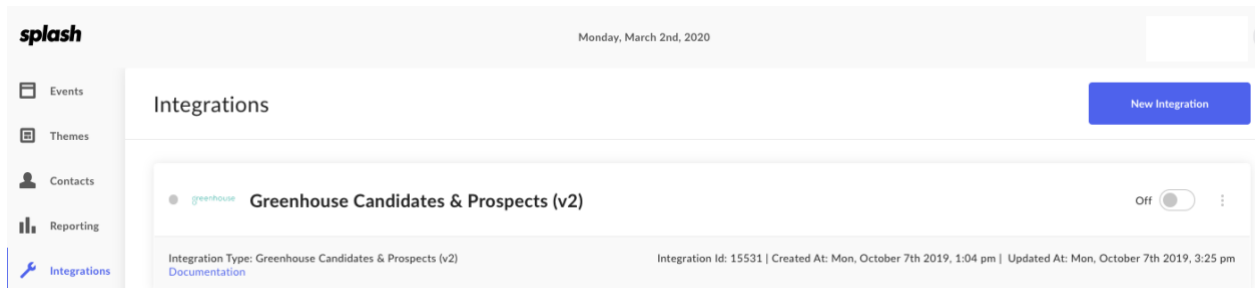 splash
Monday, March 2nd, 2020
Events
Themes
Contacts
Reporting
Integrations
Integrations
New Integration
greenhouse Greenhouse Candidates & Prospects (v2)
Off
Integration Type: Greenhouse Candidates & Prospects (v2)
Documentation
Integration Id: 15531 | Created At: Mon, October 7th 2019, 1:04 pm | Updated At: Mon, October 7th 2019, 3:25 pm